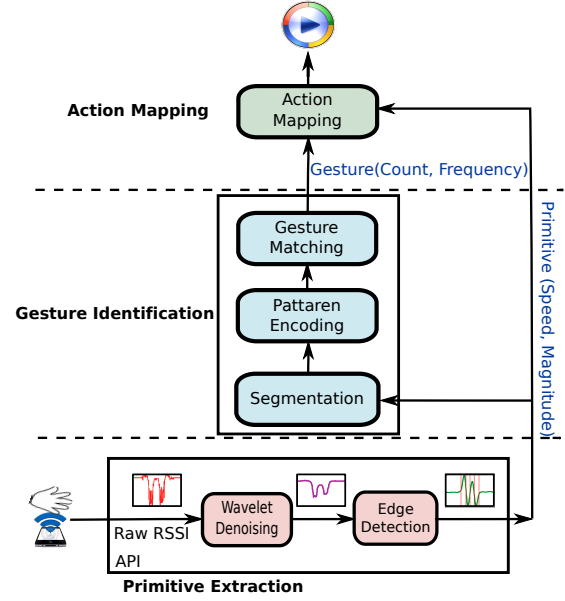 Action Mapping
Action
Mapping
Gesture(Count, Frequency)
Gesture
Matching
Gesture Identification
Pattaren
Encoding
Segmentation
Primitive (Speed, Magnitude)
Wavelet
Denoising
Edge
Detection
Raw RSSI
API
Primitive Extraction